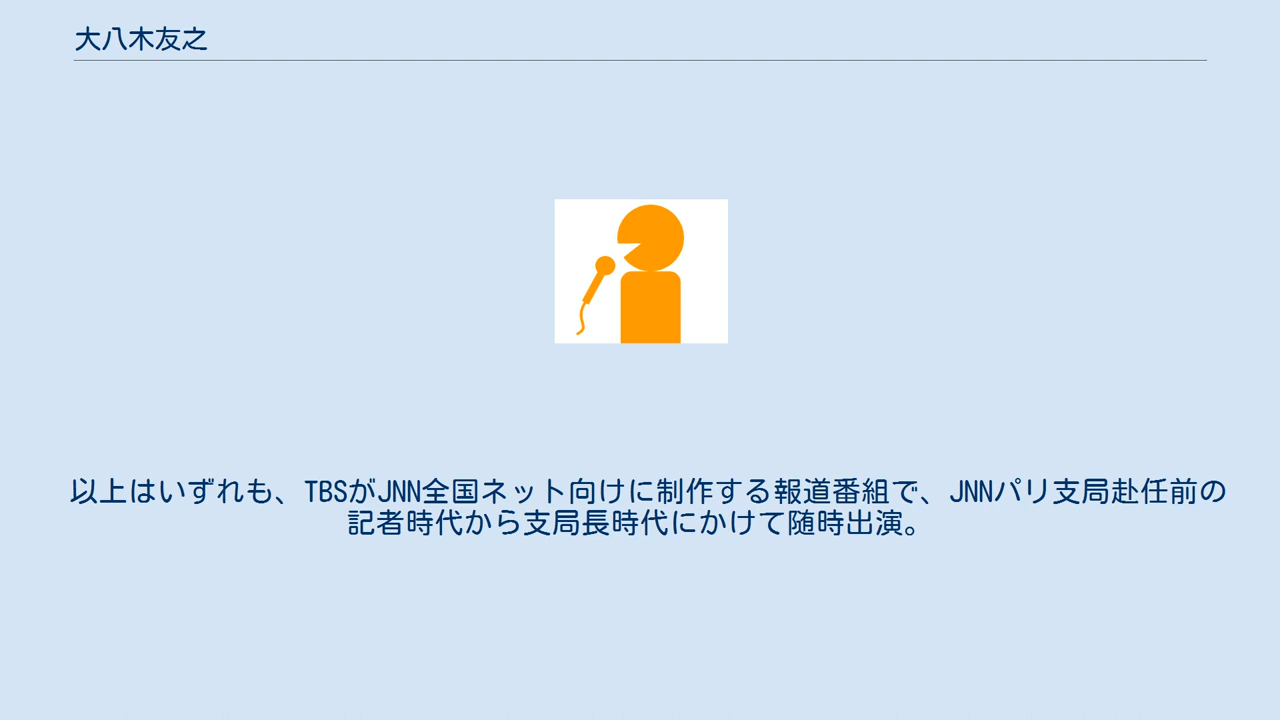 大八木友之
以上はいずれも、TBSがJNN全国ネット向けに制作する報道番組で、JNNパリ支局赴任前の
記者時代から支局長時代にかけて随時出演。